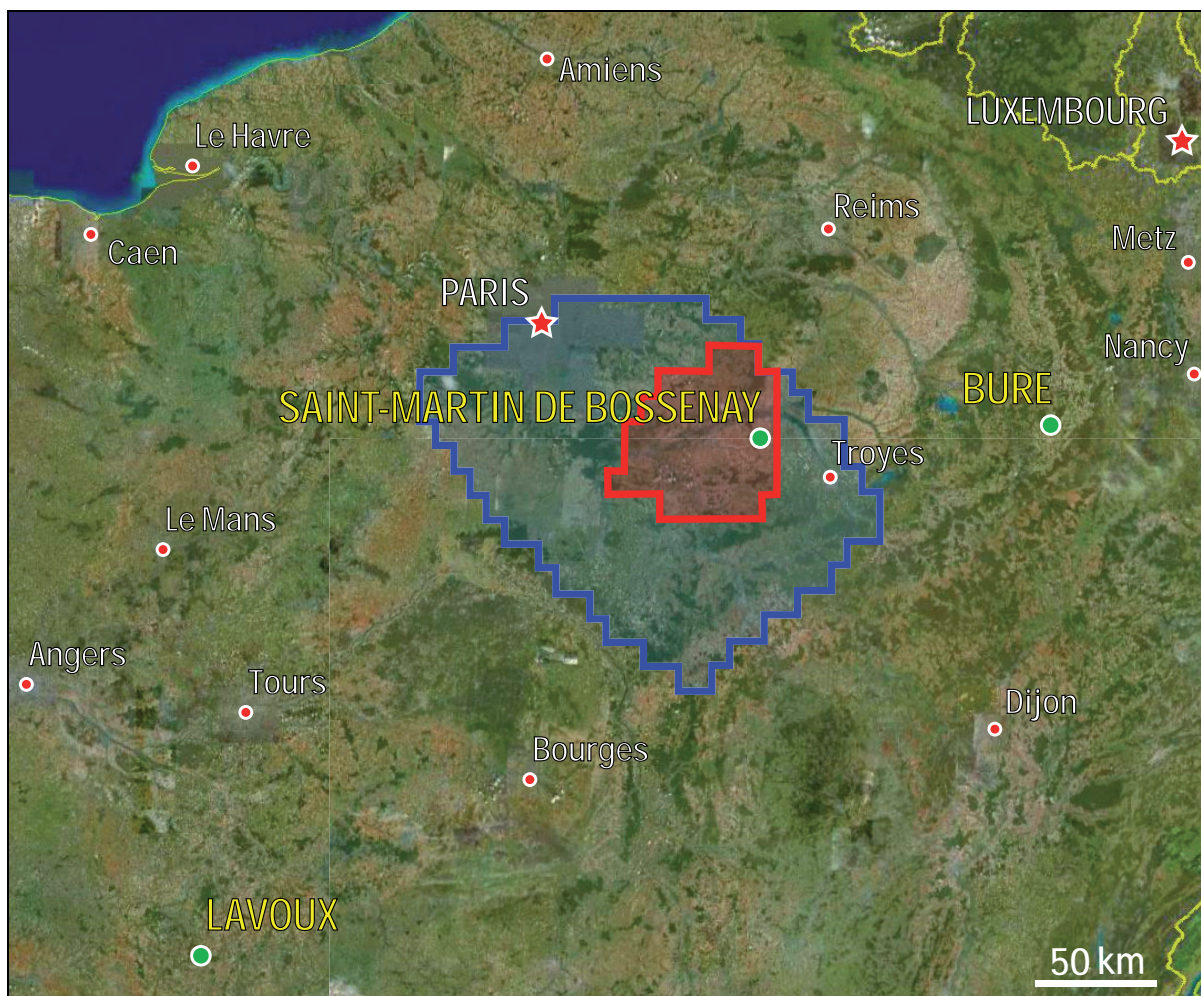 Amiens
LUXEMBOURG
Le Havre
Reims
Metz
Caen
PARIS
Nancy
BURE
SAINT-MARTIN DE BOSSENAY
Troyes
Le Mans
Angers
Tours
Dijon
Bourges
LAVOUX
50 km